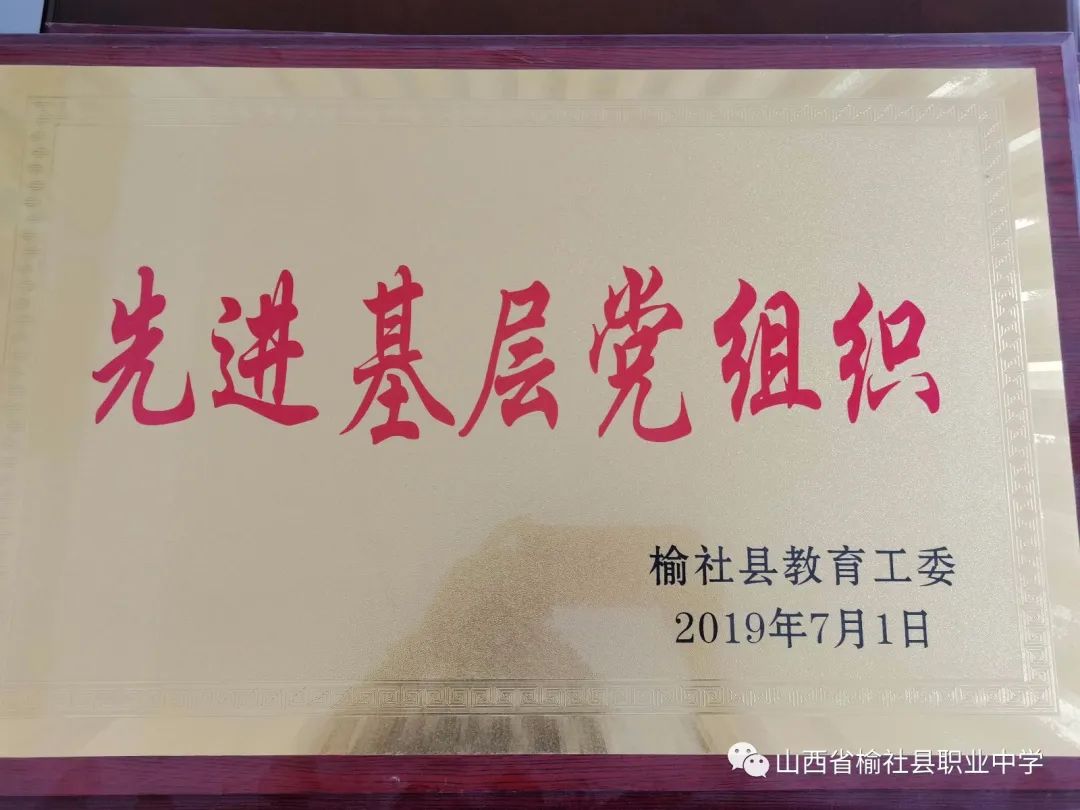 先进基层党组织
榆社县教育工委
2019年7月1日
山西省榆社县职业中学